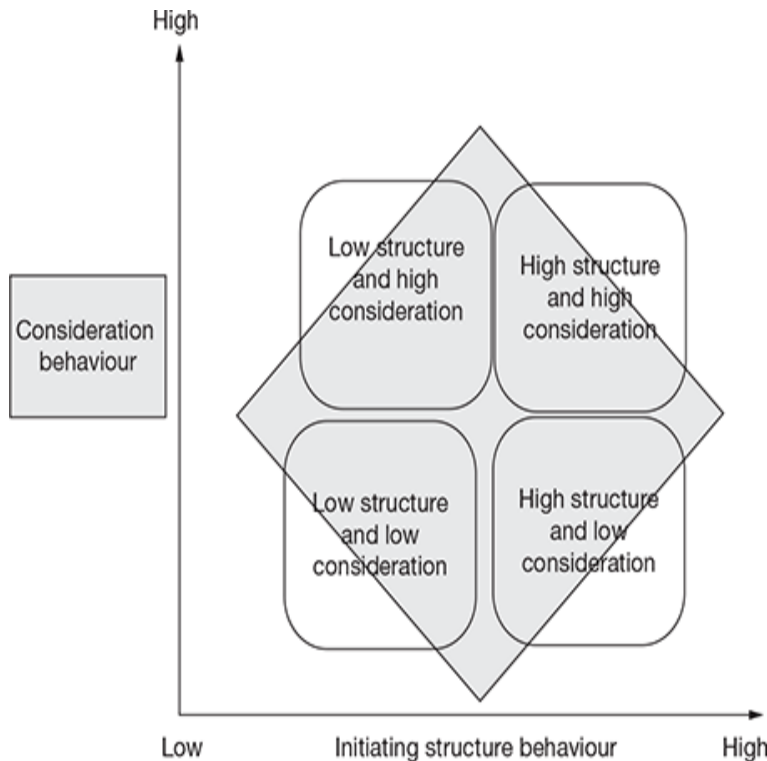 High
Low structure
and high
consideration
High structure
and high
consideration
Consideration
behaviour
Low structure
and low
consideration
High structure
and low
consideration
Low
Initiating structure behaviour
High